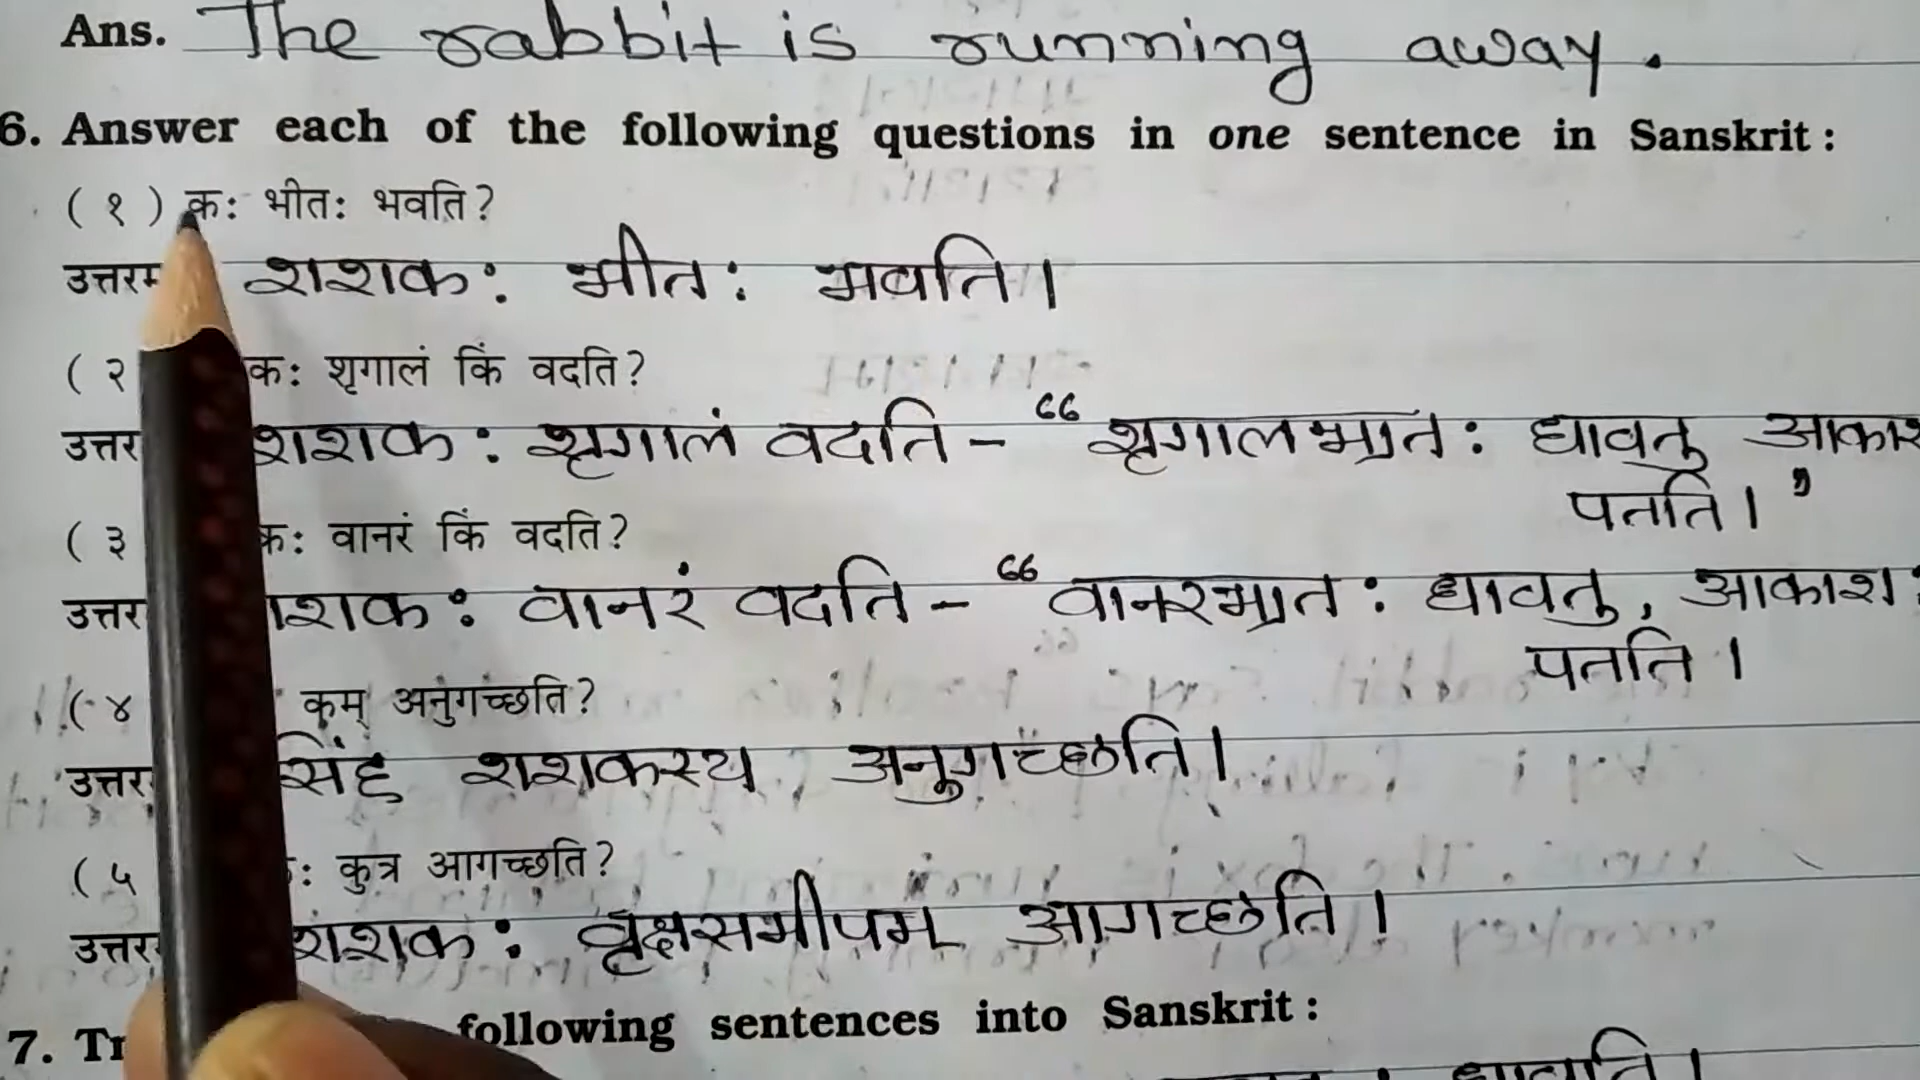 Ans. The rabbit is running away.
6. Answer each of the following questions in one sentence in Sanskrit :
( १ ) कः भीतः भवति?
उत्तरम शशकः भीतः भवति।
( २ कः शृगालं किं वदति?
उत्तर शशकः शृगालं वदति - “ शृगालभ्रातः धावतु आकाश
पतति। ’
( ३ कः वानरं किं वदति?
उत्तर शशकः वानरं वदति - “ वानरभ्रातः धावतु, आकाशः
पतति।
( ४ कम् अनुगच्छति?
उत्तर सिंह शशकस्य अनुगच्छति।
( ५ कुत्र आगच्छति?
उत्तर शशकः वृक्षसमीपम् आगच्छति।
7. Tr following sentences into Sanskrit :